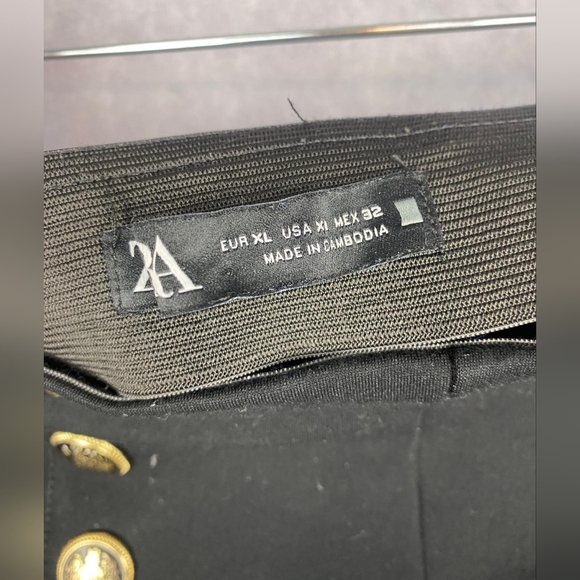 ZA
EUR XL USA XL MEX 32
MADE IN CAMBODIA